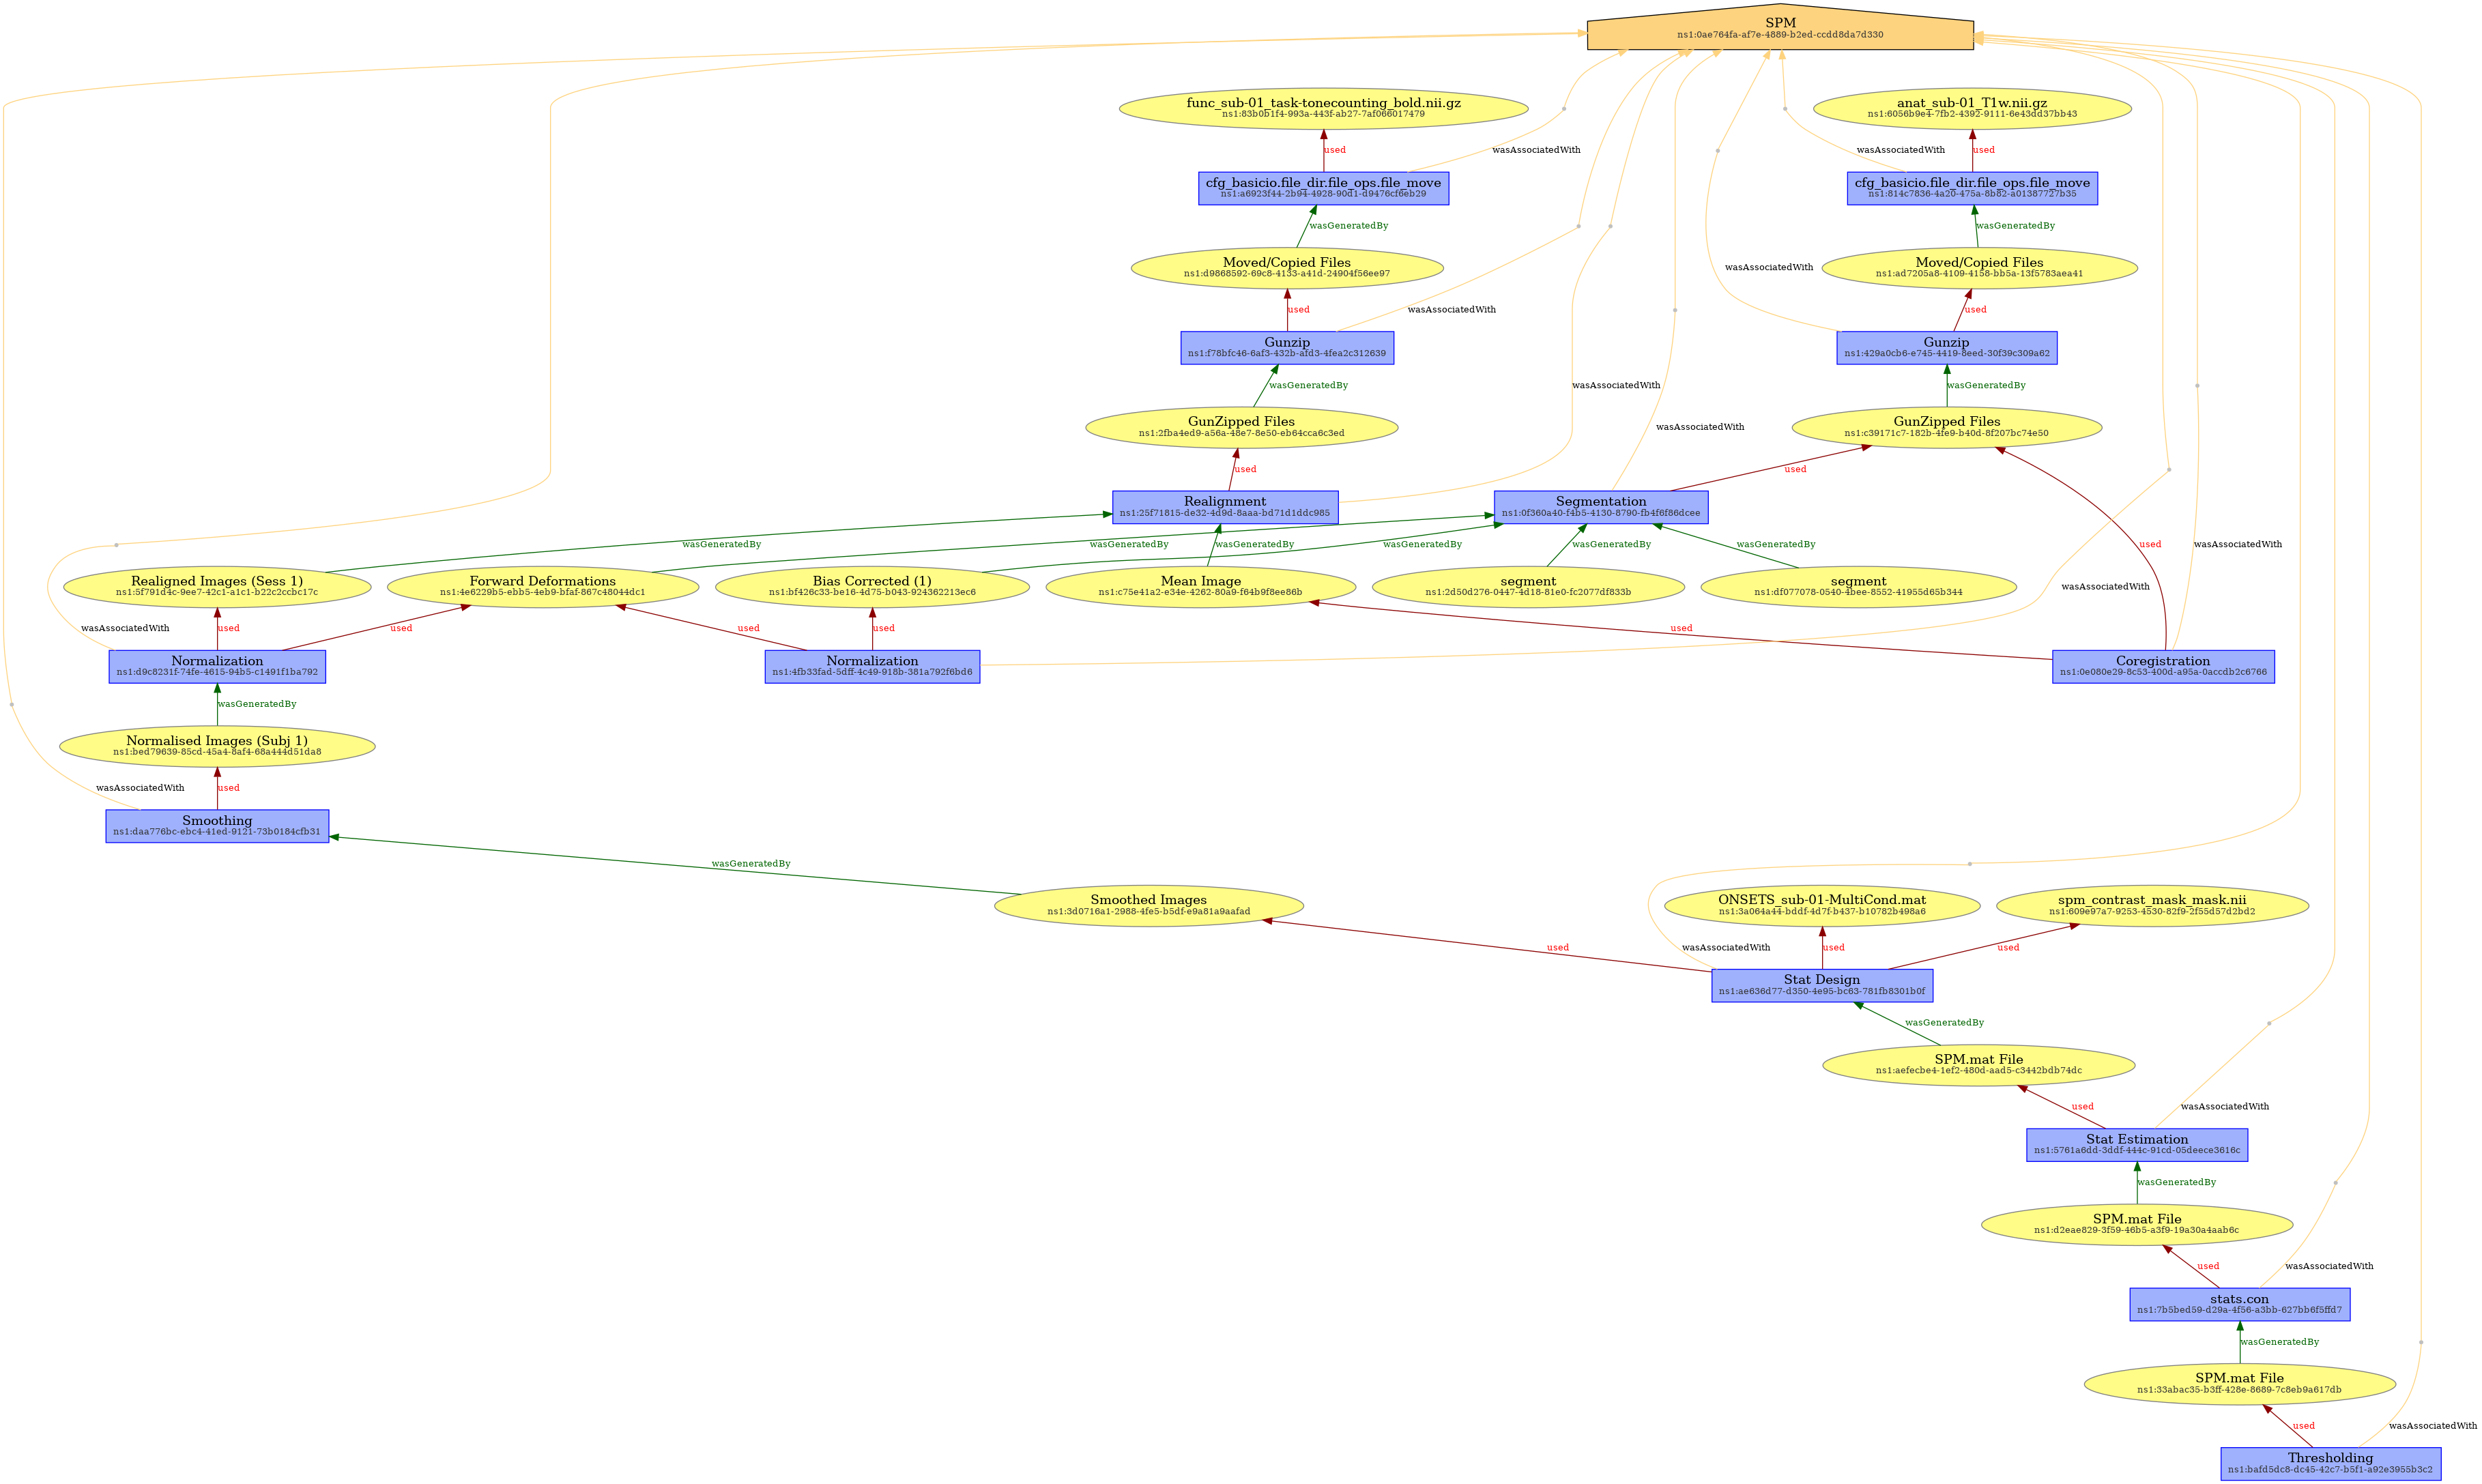 SPM
ns1:0ae764fa-af7e-4889-b2ed-ccdd8da7d330
func_sub-01_task-tonecounting_bold.nii.gz
ns1:83b0b1f4-993a-443f-ab27-7af066017479
anat_sub-01_T1w.nii.gz
ns1:6056b9e4-7fb2-4392-9111-6e43dd37bb43
used
wasAssociatedWith
wasAssociatedWith
used
cfg_basicio.file_dir.file_ops.file_move
ns1:a6923f44-2b94-4928-90d1-d9476cf6eb29
cfg_basicio.file_dir.file_ops.file_move
ns1:814c7836-4a20-475a-8b82-a01387727b35
wasGeneratedBy
wasGeneratedBy
Moved/Copied Files
ns1:d9868592-69c8-4133-a41d-24904f56ee97
wasAssociatedWith
Moved/Copied Files
ns1:ad7205a8-4109-4158-bb5a-13f5783aea41
used
wasAssociatedWith
used
Gunzip
ns1:f78bfc46-6af3-432b-afd3-4fea2c312639
Gunzip
ns1:429a0cb6-e745-4419-8eed-30f39c309a62
wasGeneratedBy
wasAssociatedWith
wasGeneratedBy
GunZipped Files
ns1:2fba4ed9-a56a-48e7-8e50-eb64cca6c3ed
wasAssociatedWith
GunZipped Files
ns1:c39171c7-182b-4fe9-b40d-8f207bc74e50
used
used
Realignment
ns1:25f71815-de32-4d9d-8aaa-bd71d1ddc985
Segmentation
ns1:0f360a40-f4b5-4130-8790-fb4f6f86dcee
wasGeneratedBy
wasGeneratedBy
wasGeneratedBy
wasGeneratedBy
wasGeneratedBy
wasGeneratedBy
used
wasAssociatedWith
Realigned Images (Sess 1)
ns1:5f791d4c-9ee7-42c1-a1c1-b22c2ccbc17c
Forward Deformations
ns1:4e6229b5-ebb5-4eb9-bfaf-867c48044dc1
Bias Corrected (1)
ns1:bf426c33-be16-4d75-b043-924362213ec6
Mean Image
ns1:c75e41a2-e34e-4262-80a9-f64b9f8ee86b
segment
ns1:2d50d276-0447-4d18-81e0-fc2077df833b
segment
ns1:df077078-0540-4bee-8552-41955d65b344
wasAssociatedWith
wasAssociatedWith
used
used
used
used
used
Normalization
ns1:d9c8231f-74fe-4615-94b5-c1491f1ba792
Normalization
ns1:4fb33fad-5dff-4c49-918b-381a792f6bd6
Coregistration
ns1:0e080e29-8c53-400d-a95a-0accdb2c6766
wasGeneratedBy
Normalised Images (Subj 1)
ns1:bed79639-85cd-45a4-8af4-68a444d51da8
wasAssociatedWith
used
Smoothing
ns1:daa776bc-ebc4-41ed-9121-73b0184cfb31
wasGeneratedBy
Smoothed Images
ns1:3d0716a1-2988-4fe5-b5df-e9a81a9aafad
ONSETS_sub-01-MultiCond.mat
ns1:3a064a44-bddf-4d7f-b437-b10782b498a6
spm_contrast_mask_mask.nii
ns1:609e97a7-9253-4530-82f9-2f55d57d2bd2
used
wasAssociatedWith
used
used
Stat Design
ns1:ae636d77-d350-4e95-bc63-781fb8301b0f
wasGeneratedBy
SPM.mat File
ns1:aefecbe4-1ef2-480d-aad5-c3442bdb74dc
used
wasAssociatedWith
Stat Estimation
ns1:5761a6dd-3ddf-444c-91cd-05deece3616c
wasGeneratedBy
SPM.mat File
ns1:d2eae829-3f59-46b5-a3f9-19a30a4aab6c
used
wasAssociatedWith
stats.con
ns1:7b5bed59-d29a-4f56-a3bb-627bb6f5ffd7
wasGeneratedBy
SPM.mat File
ns1:33abac35-b3ff-428e-8689-7c8eb9a617db
used
wasAssociatedWith
Thresholding
ns1:bafd5dc8-dc45-42c7-b5f1-a92e3955b3c2